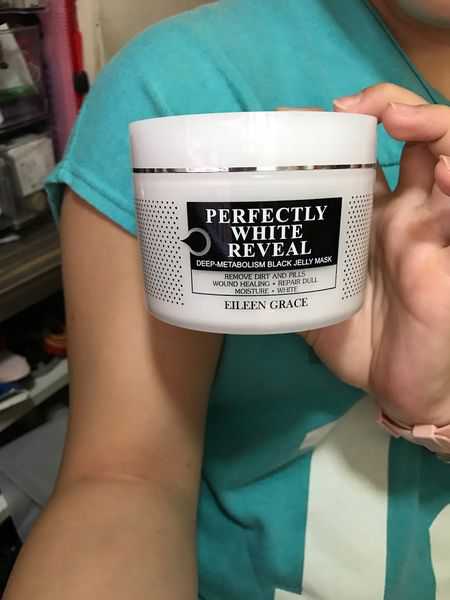 PERFECTLY
WHITE
REVEAL
DEEP-METABOLISM BLACK JELLY MASK
REMOVE DIRT AND PILLS
WOUND HEALING • REPAIR DULL
MOISTURE • WHITE
EILEEN GRACE